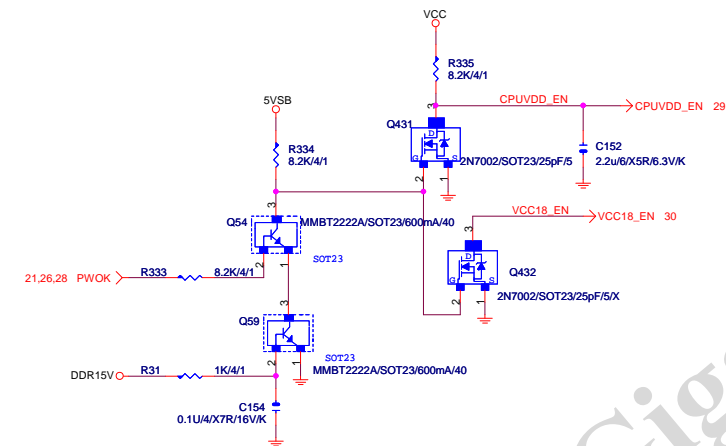 VCC
R335
8.2K/4/1
CPUVDD_EN
CPUVDD_EN 29
3
Q431
D
G
S
2N7002/SOT23/25pF/5
2
1
C152
2.2u/6/X5R/6.3V/K
5VSB
R334
8.2K/4/1
3
Q54
MMBT2222A/SOT23/600mA/40
SOT23
2
1
21,26,28 PWOK
R333
8.2K/4/1
VCC18_EN
VCC18_EN 30
3
Q432
D
G
S
2N7002/SOT23/25pF/5/X
2
1
3
Q59
SOT23
MMBT2222A/SOT23/600mA/40
2
1
DDR15V
R31
1K/4/1
C154
0.1U/4/X7R/16V/K
Giga